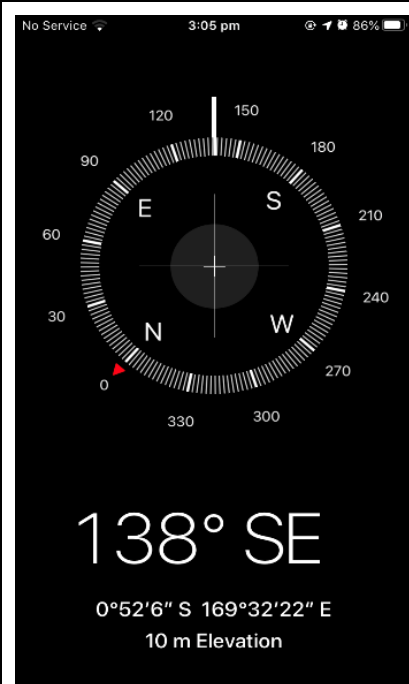 No Service 3:05 pm 86%
120 150
90 180
E S
60 210
30 240
N W
0 270
330 300
138° SE
0°52′6″ S 169°32′22″ E
10 m Elevation